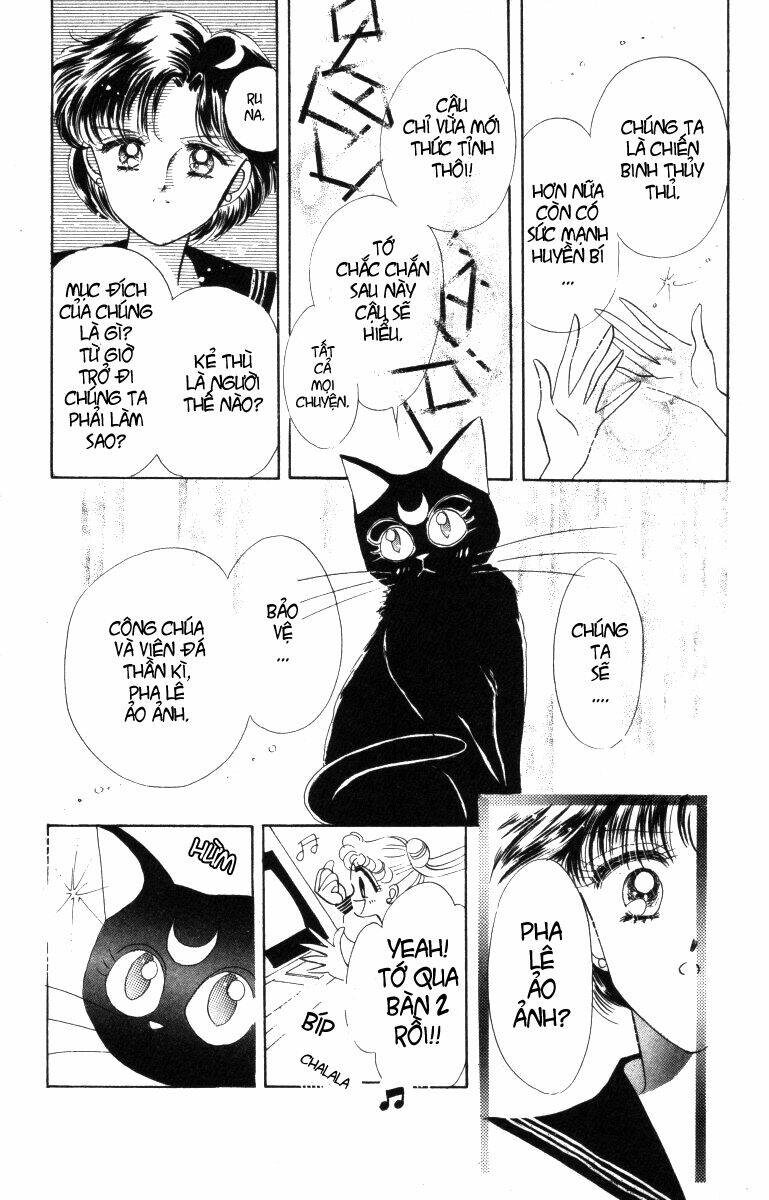 CHÚNG TA
LÀ CHIẾN
BINH THỦY
THỦ.
HƠN NỮA
CÒN CÓ
SỨC MẠNH
HUYỀN BÍ
...
CẬU
CHỈ VỪA MỚI
THỨC TỈNH
THÔI!
TỚ
CHẮC CHẮN
SAU NÀY
CẬU SẼ
HIỂU.
TẤT
CẢ
MỌI
CHUYỆN.
RU
NA.
KẺ THÙ
LÀ NGƯỜI
THẾ NÀO?
MỤC ĐÍCH
CỦA CHÚNG
LÀ GÌ?
TỪ GIỜ
TRỞ ĐI
CHÚNG TA
PHẢI LÀM
SAO?
CHÚNG
TA
SẼ
....
BẢO
VỆ
...
CÔNG CHÚA
VÀ VIÊN ĐÁ
THẦN KÌ,
PHA LÊ
ẢO ẢNH.
PHA
LÊ
ẢO
ẢNH?
YEAH!
TỚ QUA
BÀN 2
RỒI!!
BÍP
CHALALA
HỪM